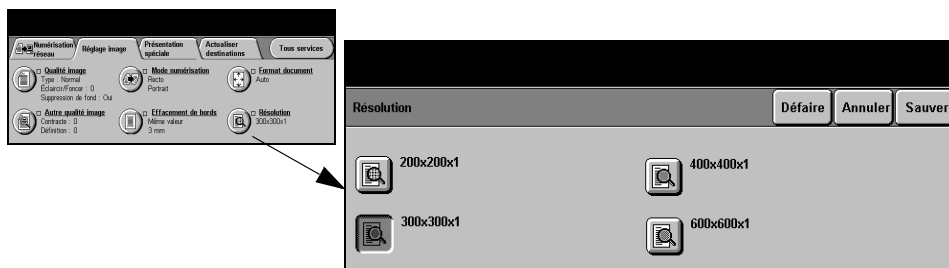 Numérisation réseau
Réglage image
Présentation spéciale
Actualiser destinations
Tous services
Qualité image
Type : Normal
Éclaircir/Foncer : 0
Suppression de fond : Oui
Mode numérisation
Recto
Portrait
Format document
Auto
Autre qualité image
Contraste : 0
Définition : 0
Effacement de bords
Même valeur
3 mm
Résolution
300x300x1
Résolution
Défaire
Annuler
Sauver
200x200x1
400x400x1
300x300x1
600x600x1